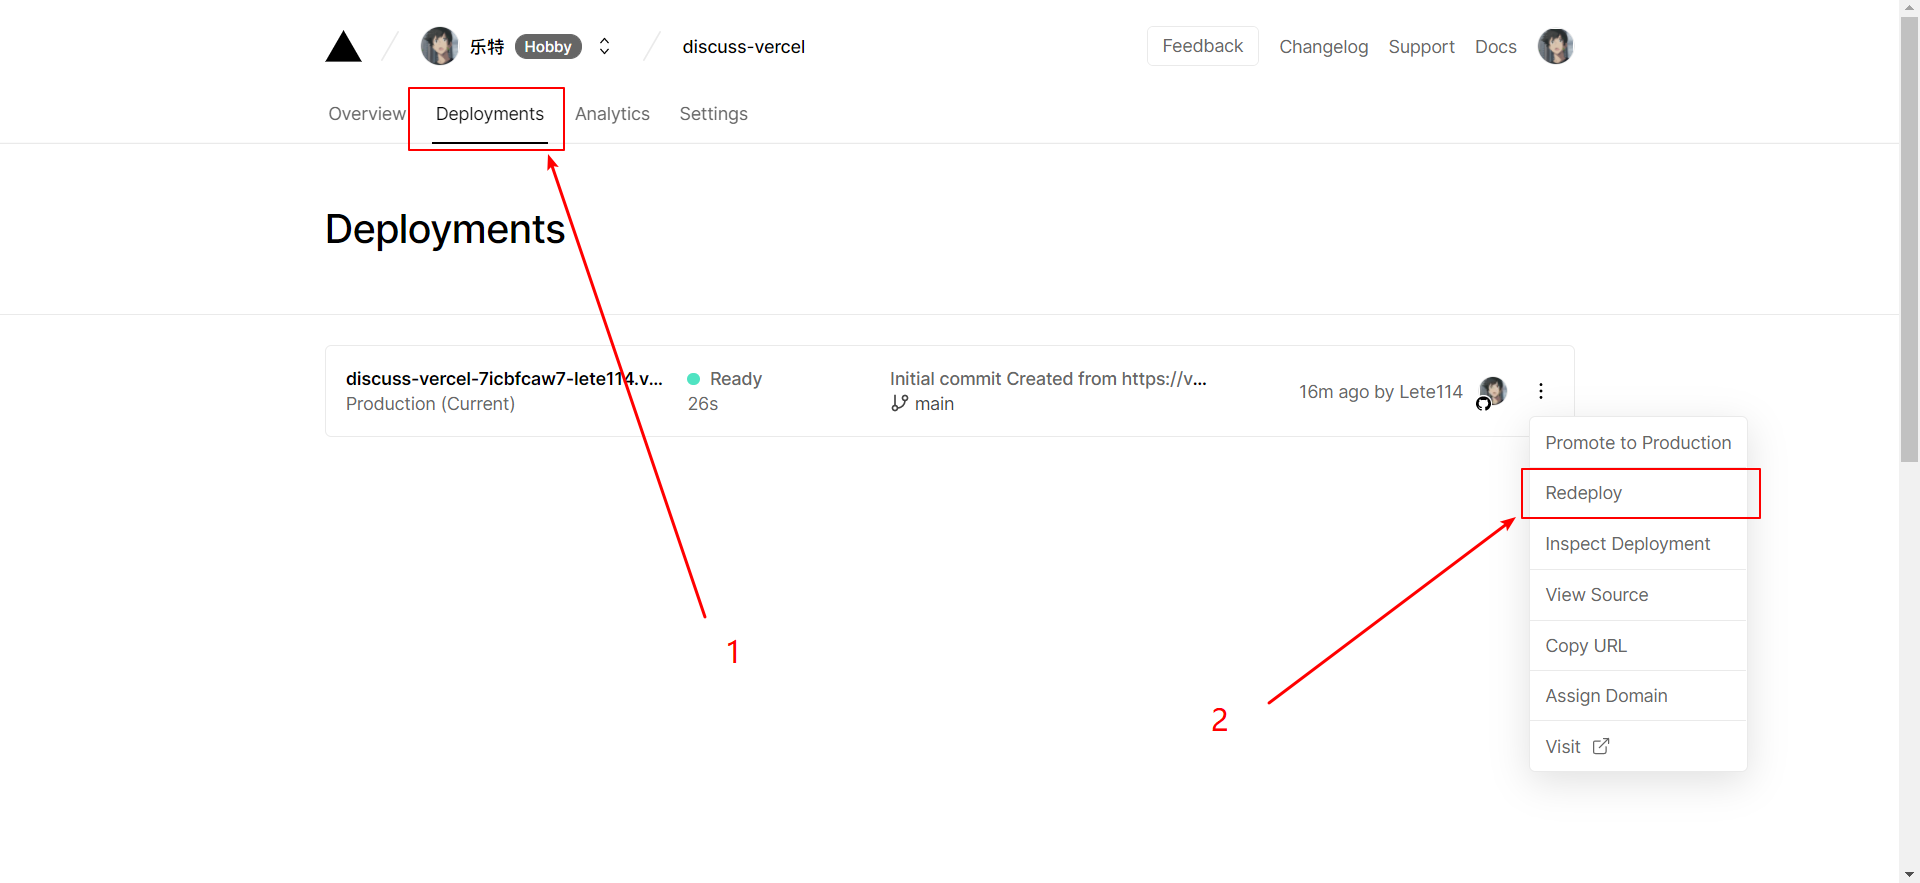 乐特 Hobby discuss-vercel Feedback Changelog Support Docs
Overview Deployments Analytics Settings
Deployments
discuss-vercel-7icbfcaw7-lete114.v... Ready Initial commit Created from https://v...
16m ago by Lete114
Production (Current) 26s main
Promote to Production
Redeploy
Inspect Deployment
View Source
Copy URL
Assign Domain
Visit
1
2